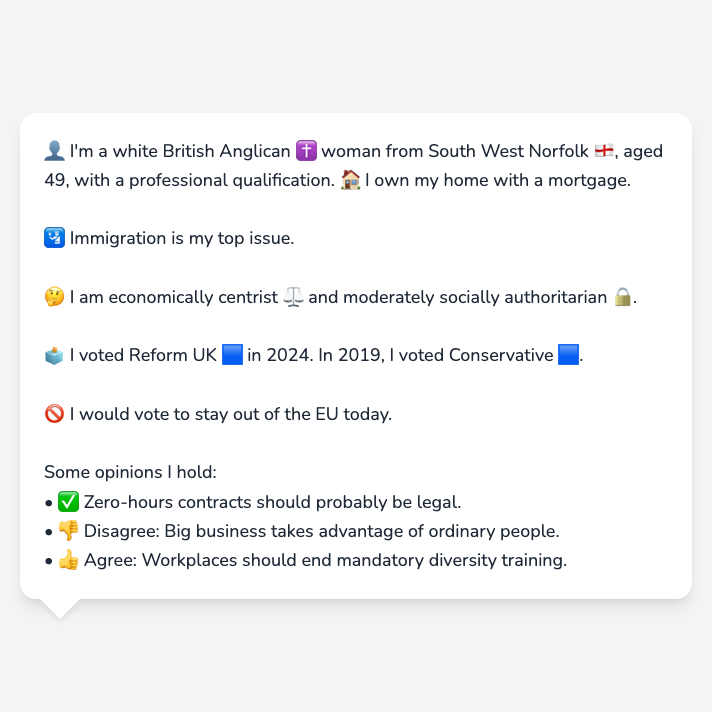 👤 I'm a white British Anglican ✝️ woman from South West Norfolk 🏴󠁧󠁢󠁥󠁮󠁧󠁿, aged
49, with a professional qualification. 🏠 I own my home with a mortgage.
🛂 Immigration is my top issue.
🤔 I am economically centrist ⚖️ and moderately socially authoritarian 🔒.
🗳️ I voted Reform UK 🟦 in 2024. In 2019, I voted Conservative 🟦.
🚫 I would vote to stay out of the EU today.
Some opinions I hold:
• ✅ Zero-hours contracts should probably be legal.
• 👎 Disagree: Big business takes advantage of ordinary people.
• 👍 Agree: Workplaces should end mandatory diversity training.